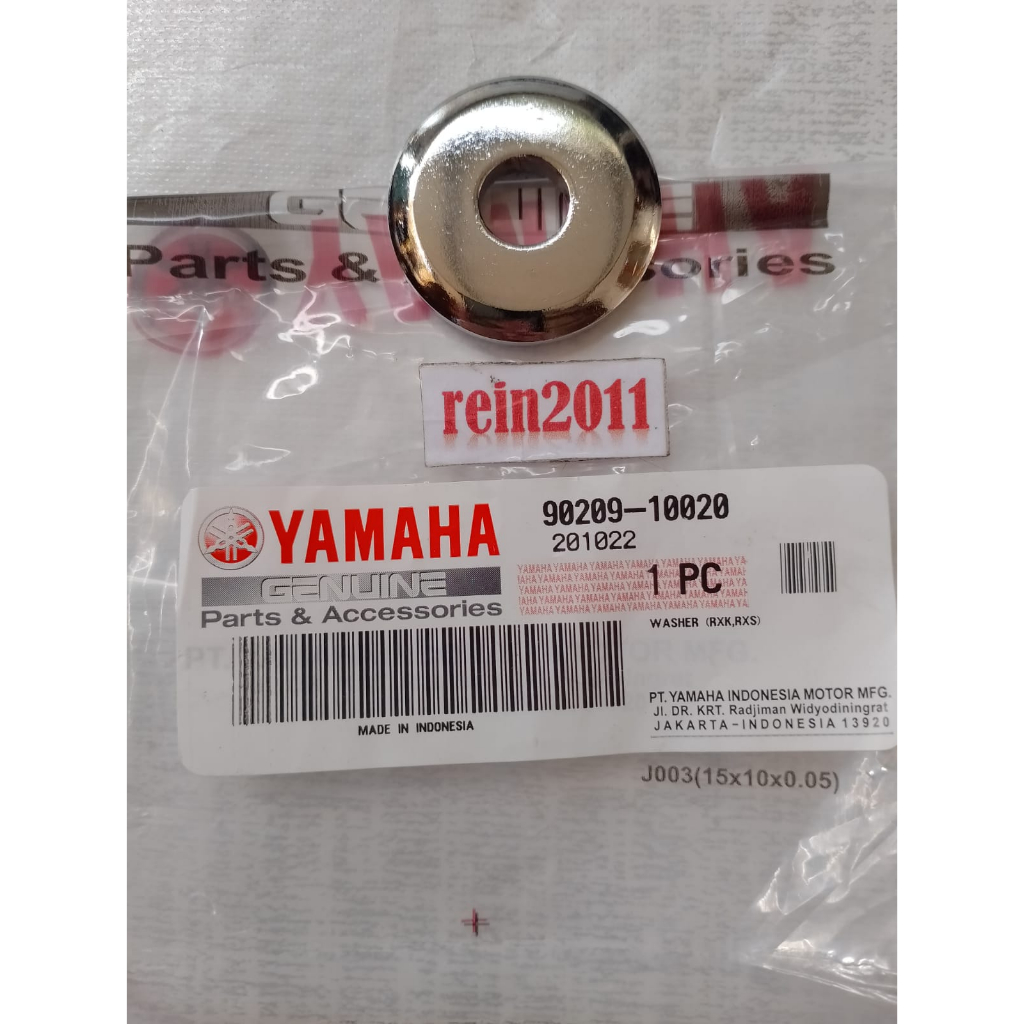 Parts & ories
rein2011
YAMAHA
GENUINE
Parts & Accessories
90209-10020
201022
1 PC
WASHER (RXK,RXS)
MADE IN INDONESIA
PT. YAMAHA INDONESIA MOTOR MFG.
Jl. DR. KRT. Radjiman Widyodiningrat
JAKARTA-INDONESIA 13920
J003(15x10x0.05)